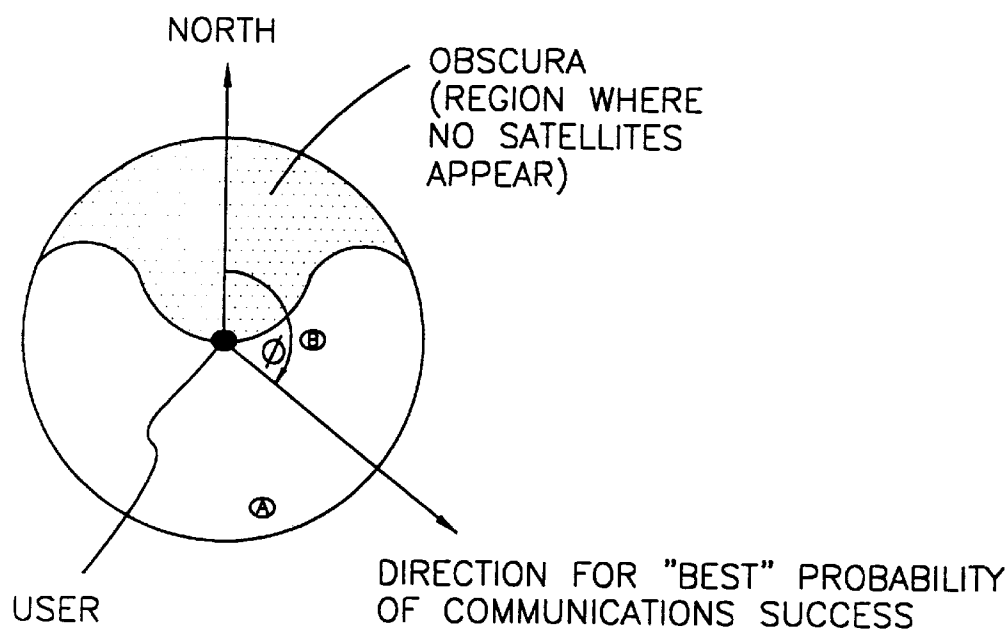 NORTH
OBSCURA
(REGION WHERE
NO SATELLITES
APPEAR)
B
Ø
A
DIRECTION FOR "BEST" PROBABILITY
OF COMMUNICATIONS SUCCESS
USER